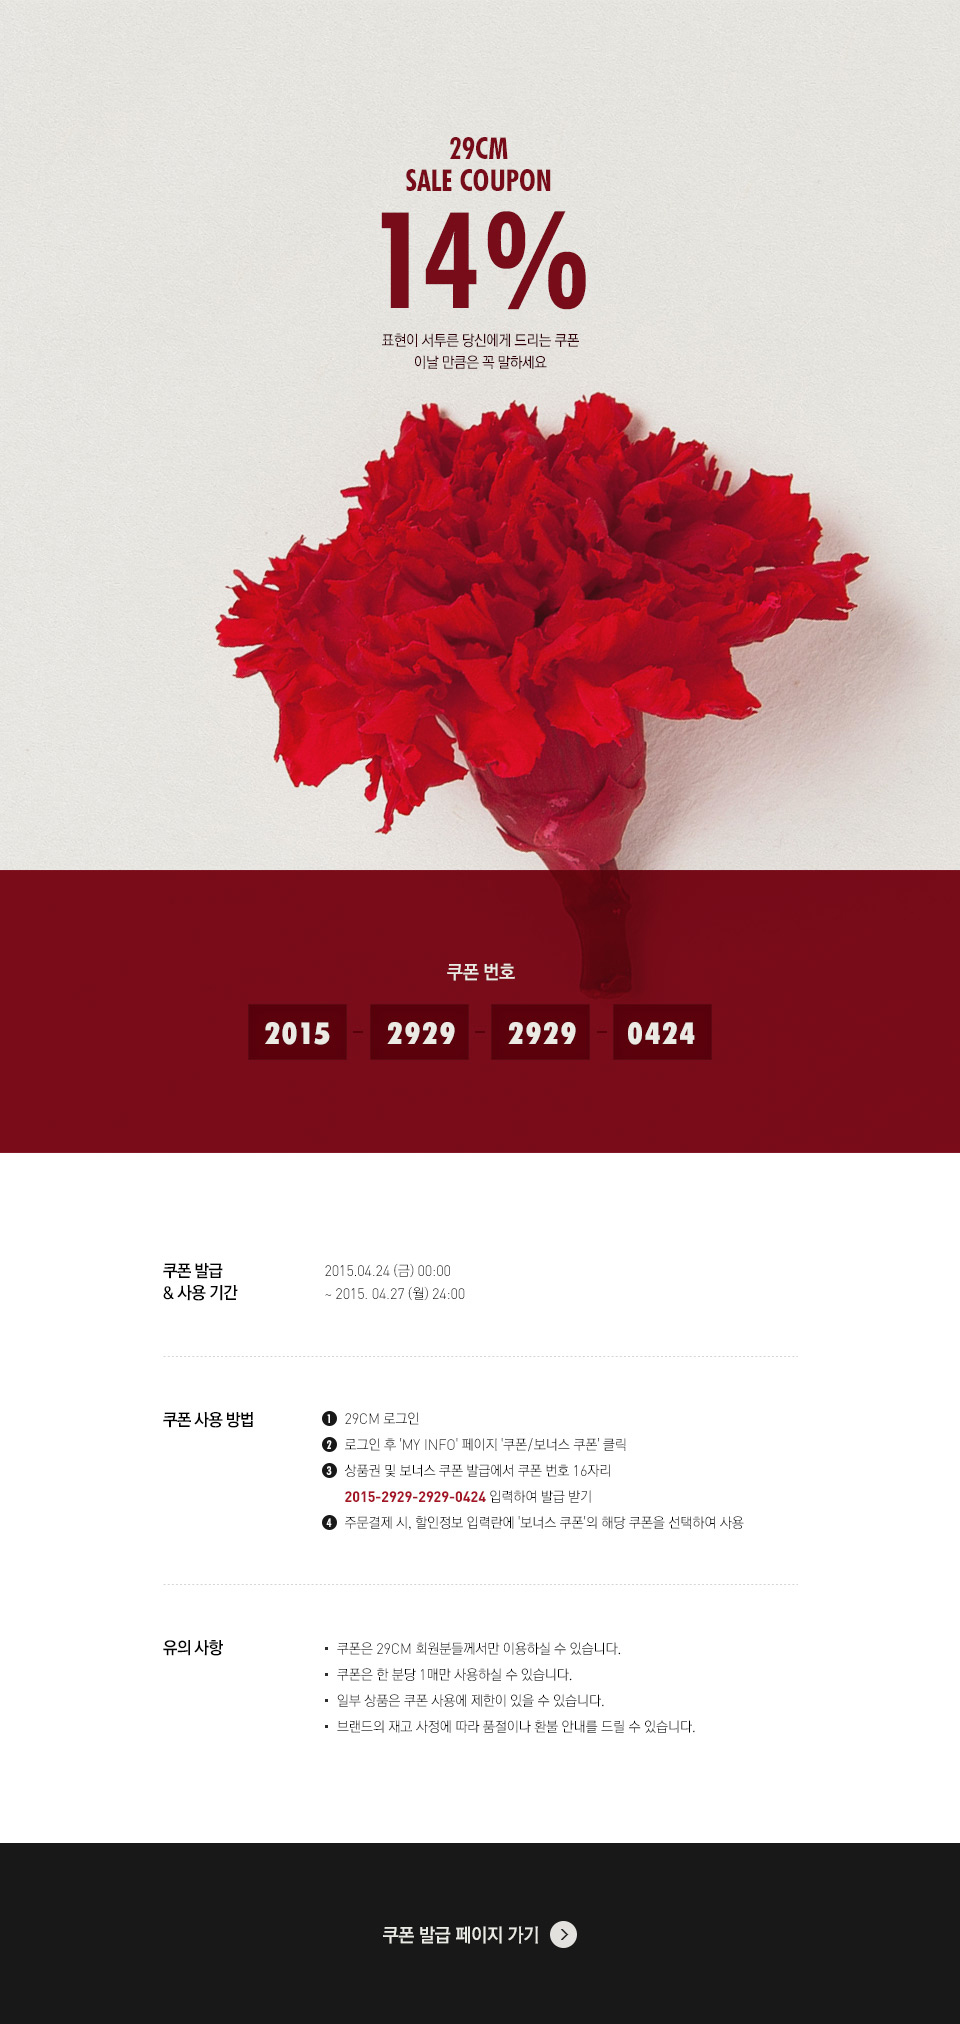 29CM
SALE COUPON
14%
표현이 서투른 당신에게 드리는 쿠폰
이날 만큼은 꼭 말하세요
쿠폰 번호
2015 - 2929 - 2929 - 0424
쿠폰 발급
& 사용 기간
2015.04.24 (금) 00:00
~ 2015. 04.27 (월) 24:00
쿠폰 사용 방법
1 29CM 로그인
2 로그인 후 'MY INFO' 페이지 '쿠폰/보너스 쿠폰' 클릭
3 상품권 및 보너스 쿠폰 발급에서 쿠폰 번호 16자리
2015-2929-2929-0424 입력하여 발급 받기
4 주문결제 시, 할인정보 입력란에 '보너스 쿠폰'의 해당 쿠폰을 선택하여 사용
유의 사항
· 쿠폰은 29CM 회원분들께서만 이용하실 수 있습니다.
· 쿠폰은 한 분당 1매만 사용하실 수 있습니다.
· 일부 상품은 쿠폰 사용에 제한이 있을 수 있습니다.
· 브랜드의 재고 사정에 따라 품절이나 환불 안내를 드릴 수 있습니다.
쿠폰 발급 페이지 가기